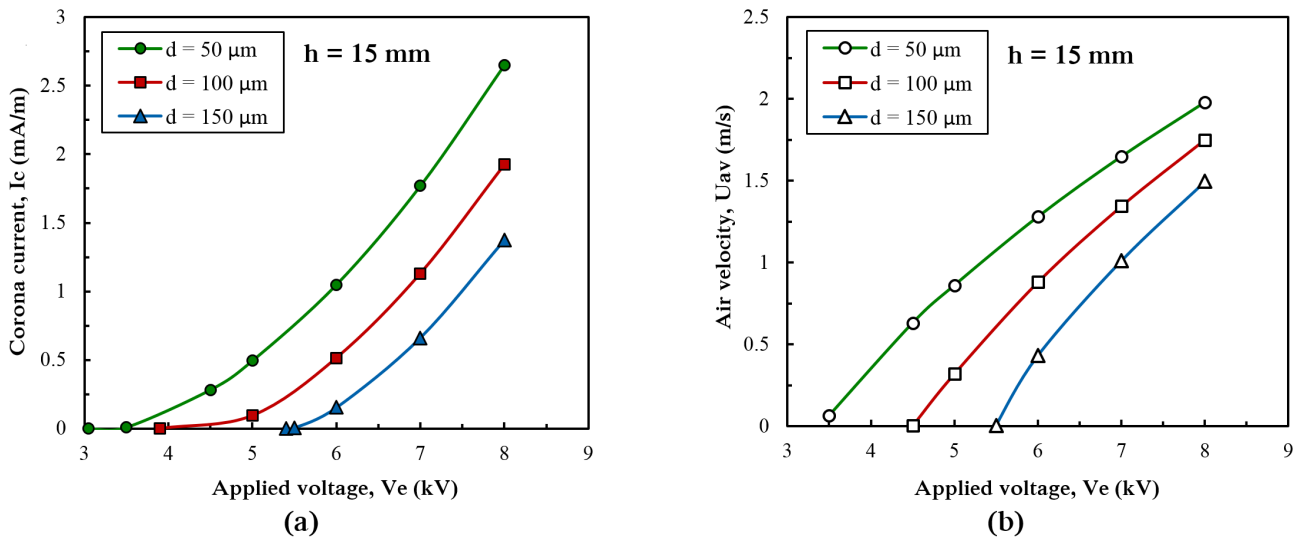 3
2.5
2
1.5
1
0.5
0
3
4
5
6
7
8
9
Corona current, Ic (mA/m)
Applied voltage, Ve (kV)
d = 50 µm
d = 100 µm
d = 150 µm
h = 15 mm
(a)
2.5
2
1.5
1
0.5
0
3
4
5
6
7
8
9
Air velocity, Uav (m/s)
Applied voltage, Ve (kV)
d = 50 µm
d = 100 µm
d = 150 µm
h = 15 mm
(b)